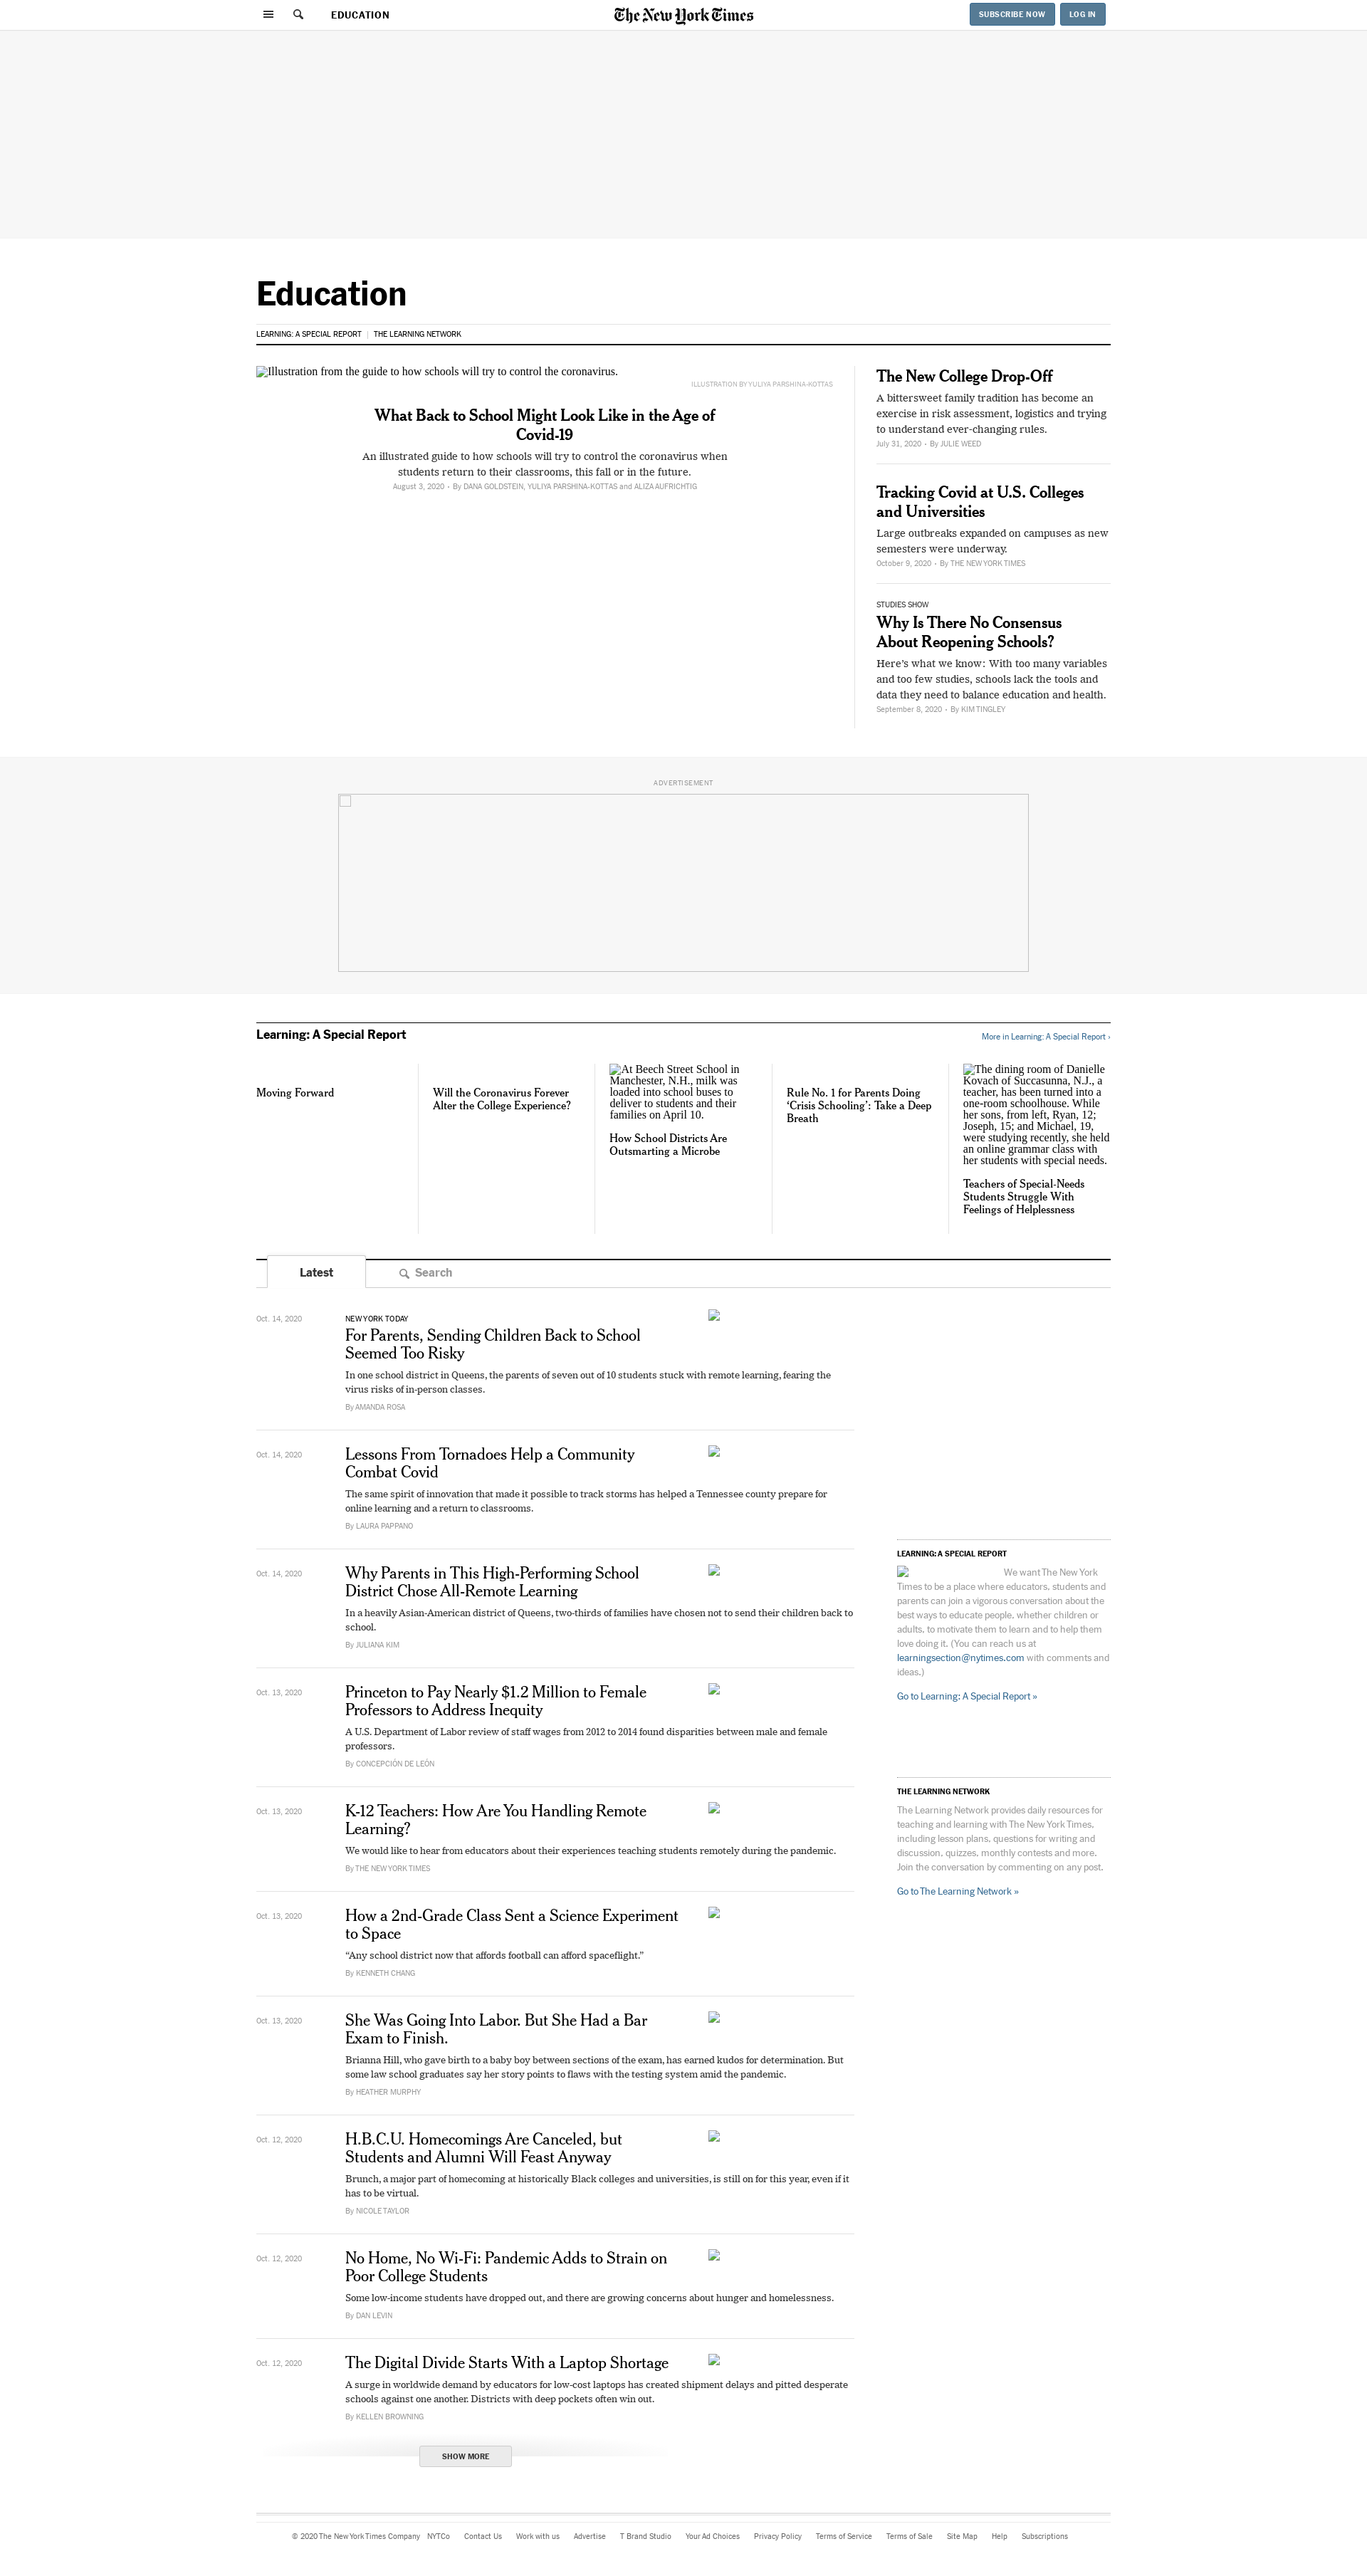 EDUCATION
The New York Times
SUBSCRIBE NOW
LOG IN
Education
LEARNING: A SPECIAL REPORT | THE LEARNING NETWORK
Illustration from the guide to how schools will try to control the coronavirus.
ILLUSTRATION BY YULIYA PARSHINA-KOTTAS
What Back to School Might Look Like in the Age of
Covid-19
An illustrated guide to how schools will try to control the coronavirus when
students return to their classrooms, this fall or in the future.
August 3, 2020 • By DANA GOLDSTEIN, YULIYA PARSHINA-KOTTAS and ALIZA AUFRICHTIG
The New College Drop-Off
A bittersweet family tradition has become an
exercise in risk assessment, logistics and trying
to understand ever-changing rules.
July 31, 2020 • By JULIE WEED
Tracking Covid at U.S. Colleges
and Universities
Large outbreaks expanded on campuses as new
semesters were underway.
October 9, 2020 • By THE NEW YORK TIMES
STUDIES SHOW
Why Is There No Consensus
About Reopening Schools?
Here’s what we know: With too many variables
and too few studies, schools lack the tools and
data they need to balance education and health.
September 8, 2020 • By KIM TINGLEY
ADVERTISEMENT
Learning: A Special Report
More in Learning: A Special Report ›
Moving Forward
Will the Coronavirus Forever
Alter the College Experience?
At Beech Street School in
Manchester, N.H., milk was
loaded into school buses to
deliver to students and their
families on April 10.
How School Districts Are
Outsmarting a Microbe
Rule No. 1 for Parents Doing
‘Crisis Schooling’: Take a Deep
Breath
The dining room of Danielle
Kovach of Succasunna, N.J., a
teacher, has been turned into a
one-room schoolhouse. While
her sons, from left, Ryan, 12;
Joseph, 15; and Michael, 19,
were studying recently, she held
an online grammar class with
her students with special needs.
Teachers of Special-Needs
Students Struggle With
Feelings of Helplessness
Latest
Search
Oct. 14, 2020
NEW YORK TODAY
For Parents, Sending Children Back to School
Seemed Too Risky
In one school district in Queens, the parents of seven out of 10 students stuck with remote learning, fearing the
virus risks of in-person classes.
By AMANDA ROSA
Oct. 14, 2020
Lessons From Tornadoes Help a Community
Combat Covid
The same spirit of innovation that made it possible to track storms has helped a Tennessee county prepare for
online learning and a return to classrooms.
By LAURA PAPPANO
Oct. 14, 2020
Why Parents in This High-Performing School
District Chose All-Remote Learning
In a heavily Asian-American district of Queens, two-thirds of families have chosen not to send their children back to
school.
By JULIANA KIM
Oct. 13, 2020
Princeton to Pay Nearly $1.2 Million to Female
Professors to Address Inequity
A U.S. Department of Labor review of staff wages from 2012 to 2014 found disparities between male and female
professors.
By CONCEPCIÓN DE LEÓN
Oct. 13, 2020
K-12 Teachers: How Are You Handling Remote
Learning?
We would like to hear from educators about their experiences teaching students remotely during the pandemic.
By THE NEW YORK TIMES
Oct. 13, 2020
How a 2nd-Grade Class Sent a Science Experiment
to Space
“Any school district now that affords football can afford spaceflight.”
By KENNETH CHANG
Oct. 13, 2020
She Was Going Into Labor. But She Had a Bar
Exam to Finish.
Brianna Hill, who gave birth to a baby boy between sections of the exam, has earned kudos for determination. But
some law school graduates say her story points to flaws with the testing system amid the pandemic.
By HEATHER MURPHY
Oct. 12, 2020
H.B.C.U. Homecomings Are Canceled, but
Students and Alumni Will Feast Anyway
Brunch, a major part of homecoming at historically Black colleges and universities, is still on for this year, even if it
has to be virtual.
By NICOLE TAYLOR
Oct. 12, 2020
No Home, No Wi-Fi: Pandemic Adds to Strain on
Poor College Students
Some low-income students have dropped out, and there are growing concerns about hunger and homelessness.
By DAN LEVIN
Oct. 12, 2020
The Digital Divide Starts With a Laptop Shortage
A surge in worldwide demand by educators for low-cost laptops has created shipment delays and pitted desperate
schools against one another. Districts with deep pockets often win out.
By KELLEN BROWNING
SHOW MORE
LEARNING: A SPECIAL REPORT
We want The New York
Times to be a place where educators, students and
parents can join a vigorous conversation about the
best ways to educate people, whether children or
adults, to motivate them to learn and to help them
love doing it. (You can reach us at
learningsection@nytimes.com with comments and
ideas.)
Go to Learning: A Special Report »
THE LEARNING NETWORK
The Learning Network provides daily resources for
teaching and learning with The New York Times,
including lesson plans, questions for writing and
discussion, quizzes, monthly contests and more.
Join the conversation by commenting on any post.
Go to The Learning Network »
© 2020 The New York Times Company NYTCo Contact Us Work with us Advertise T Brand Studio Your Ad Choices Privacy Policy Terms of Service Terms of Sale Site Map Help Subscriptions